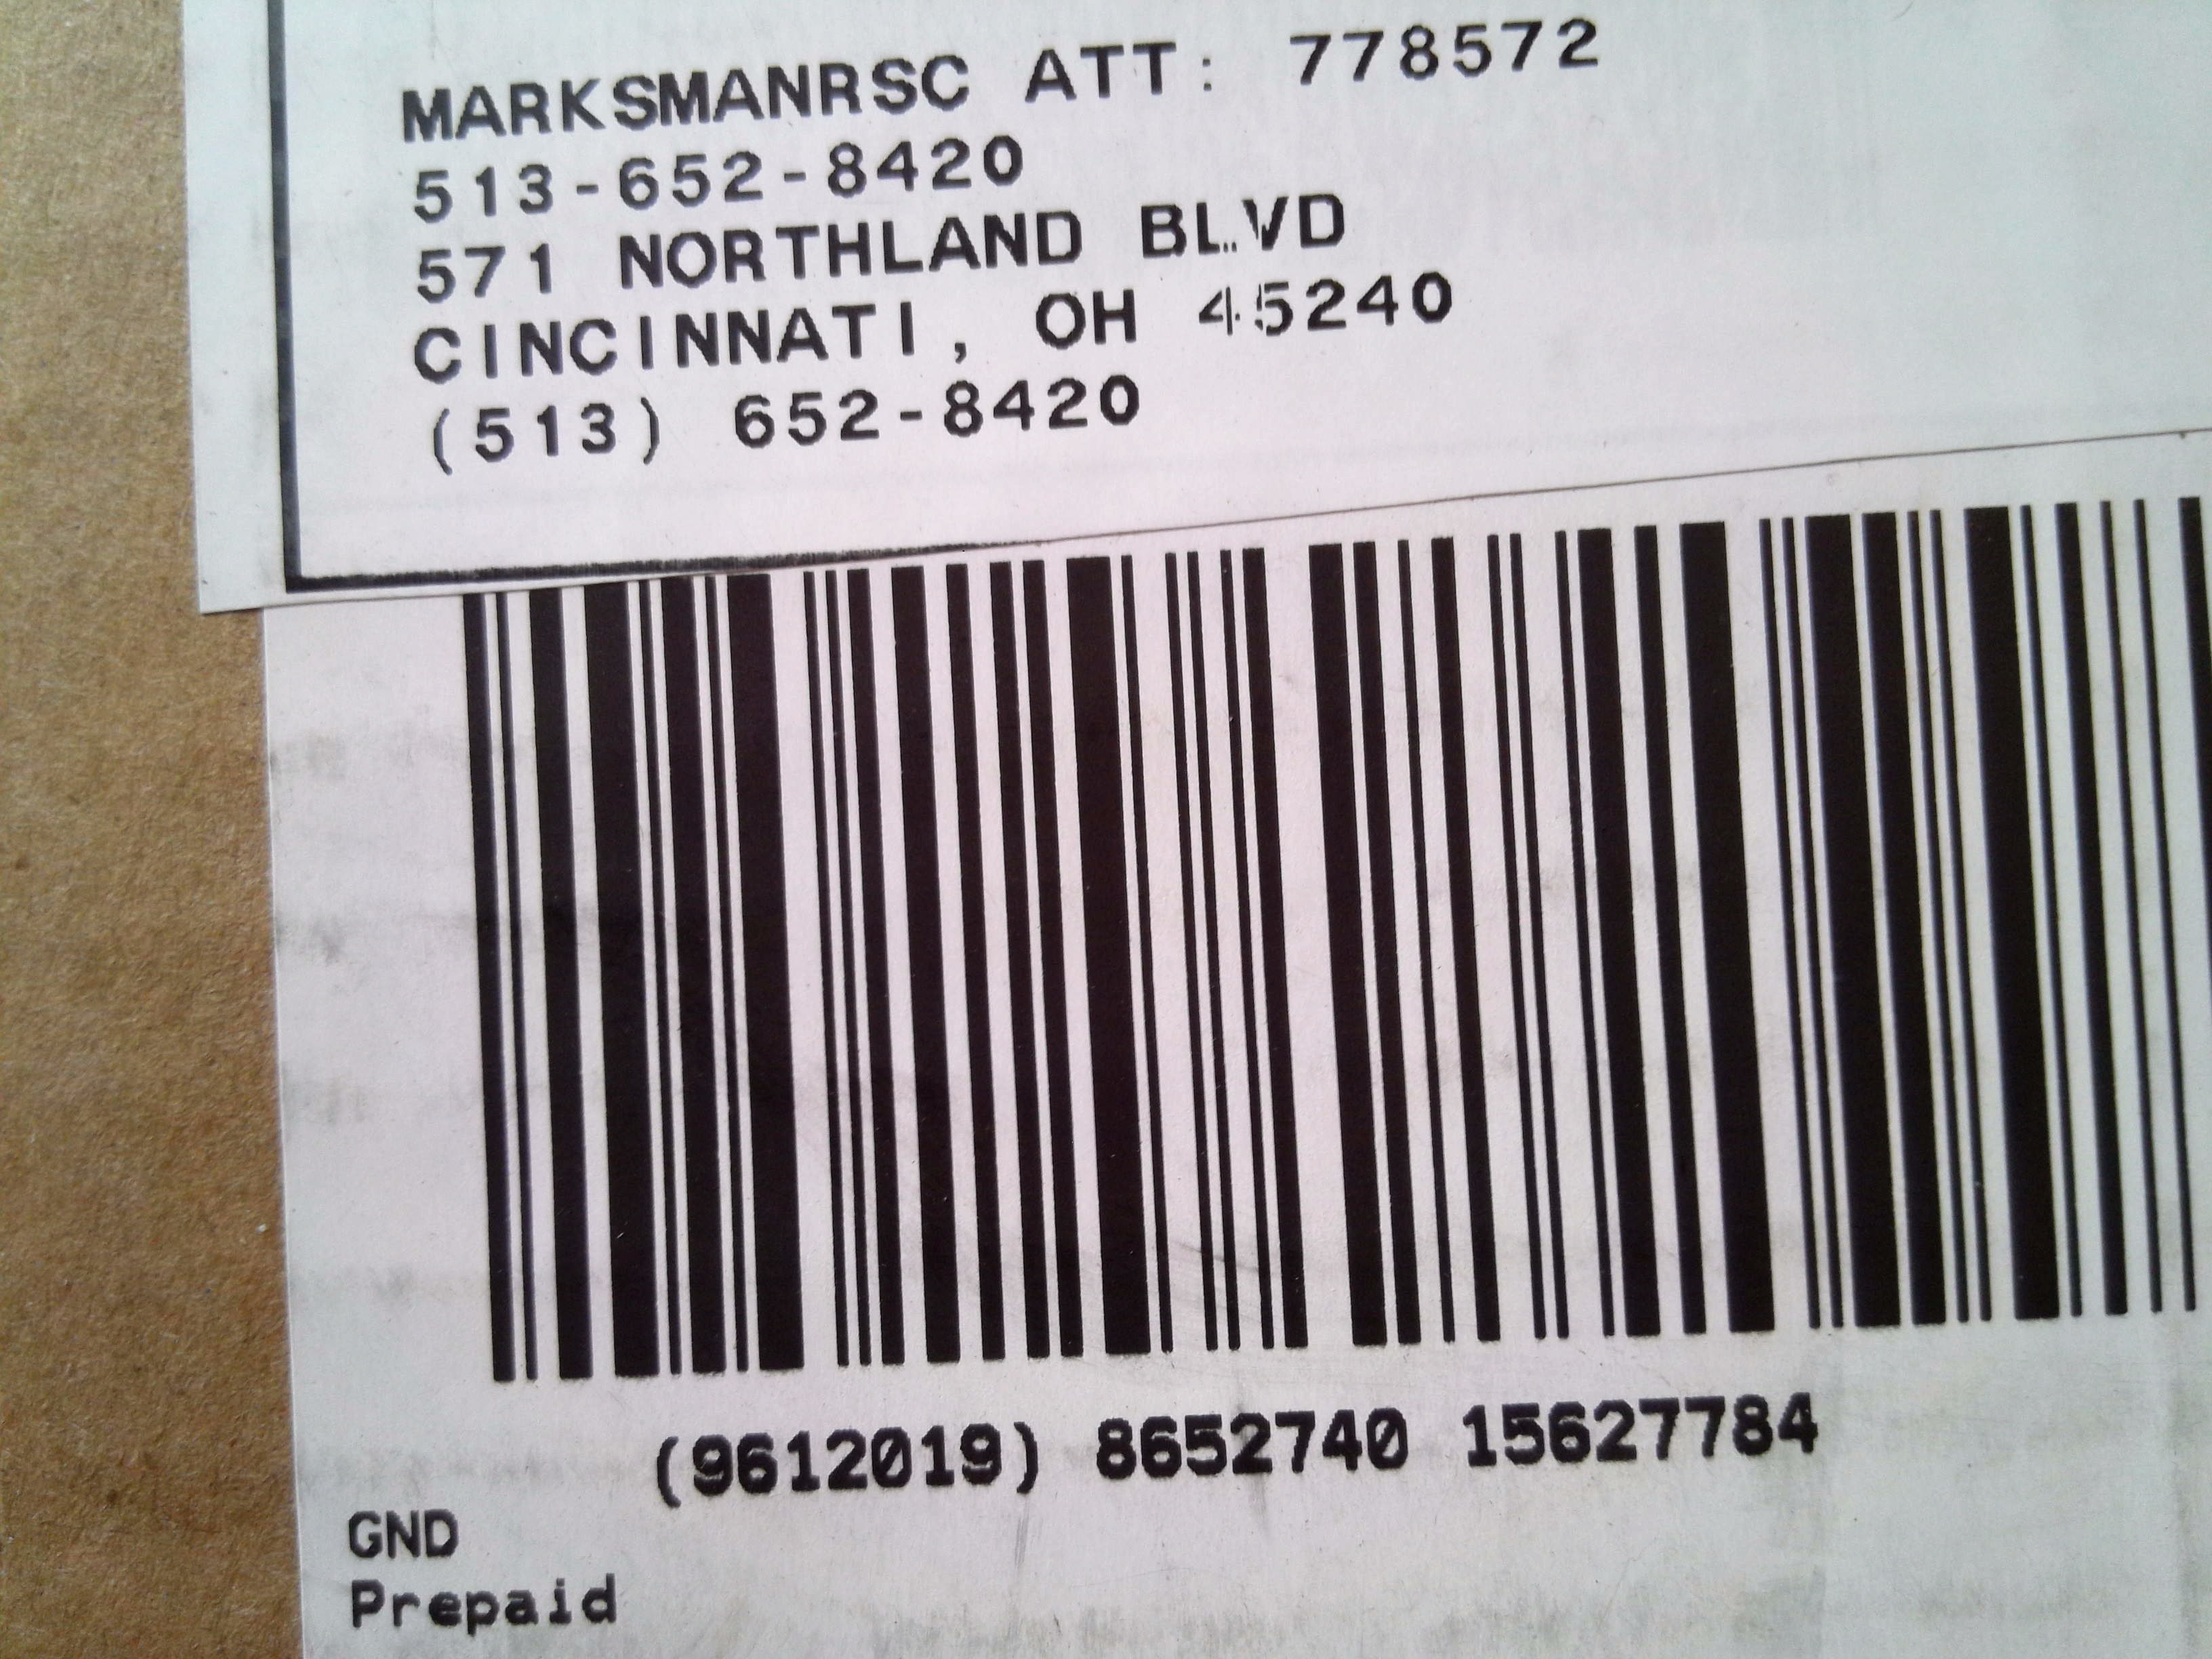 MARKSMANRSC ATT: 778572
513-652-8420
571 NORTHLAND BLVD
CINCINNATI, OH 45240
(513) 652-8420
(9612019) 8652740 15627784
GND
Prepaid